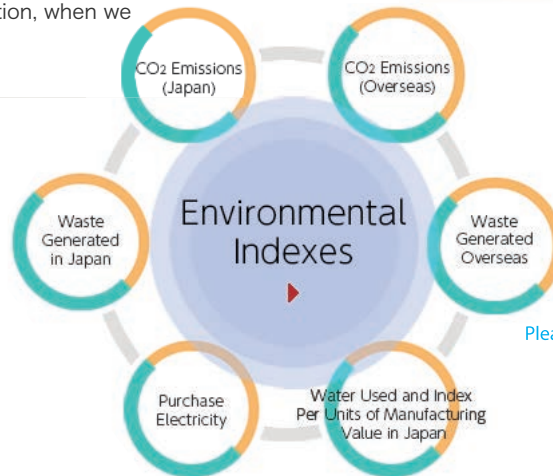 tion, when we
CO2 Emissions
(Japan)
CO2 Emissions
(Overseas)
Environmental
Indexes
Waste
Generated
in Japan
Waste
Generated
Overseas
Plea
Purchase
Electricity
Water Used and Index
Per Units of Manufacturing
Value in Japan